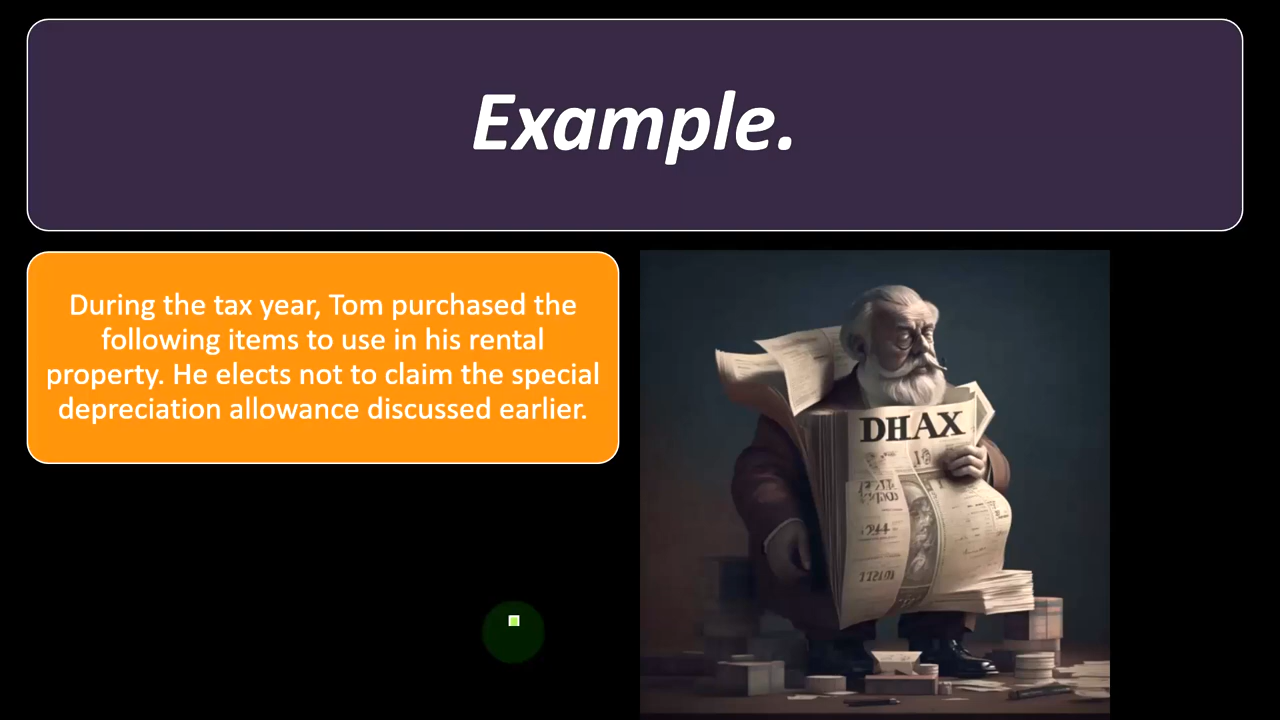 Example.
During the tax year, Tom purchased the
following items to use in his rental
property. He elects not to claim the special
depreciation allowance discussed earlier.
DHAX